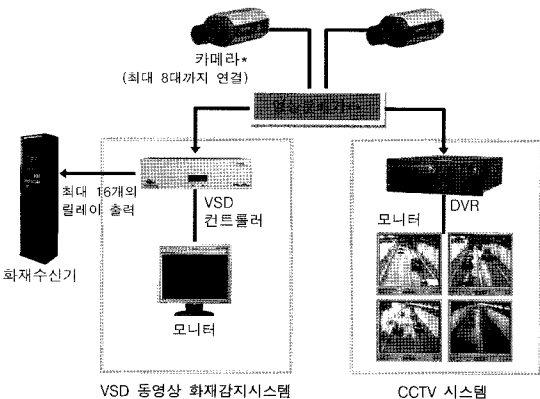 카메라*
(최대 8대까지 연결)
최대 16개의
릴레이 출력
VSD
컨트롤러
DVR
모니터
화재수신기
모니터
VSD 동영상 화재감지시스템
CCTV 시스템